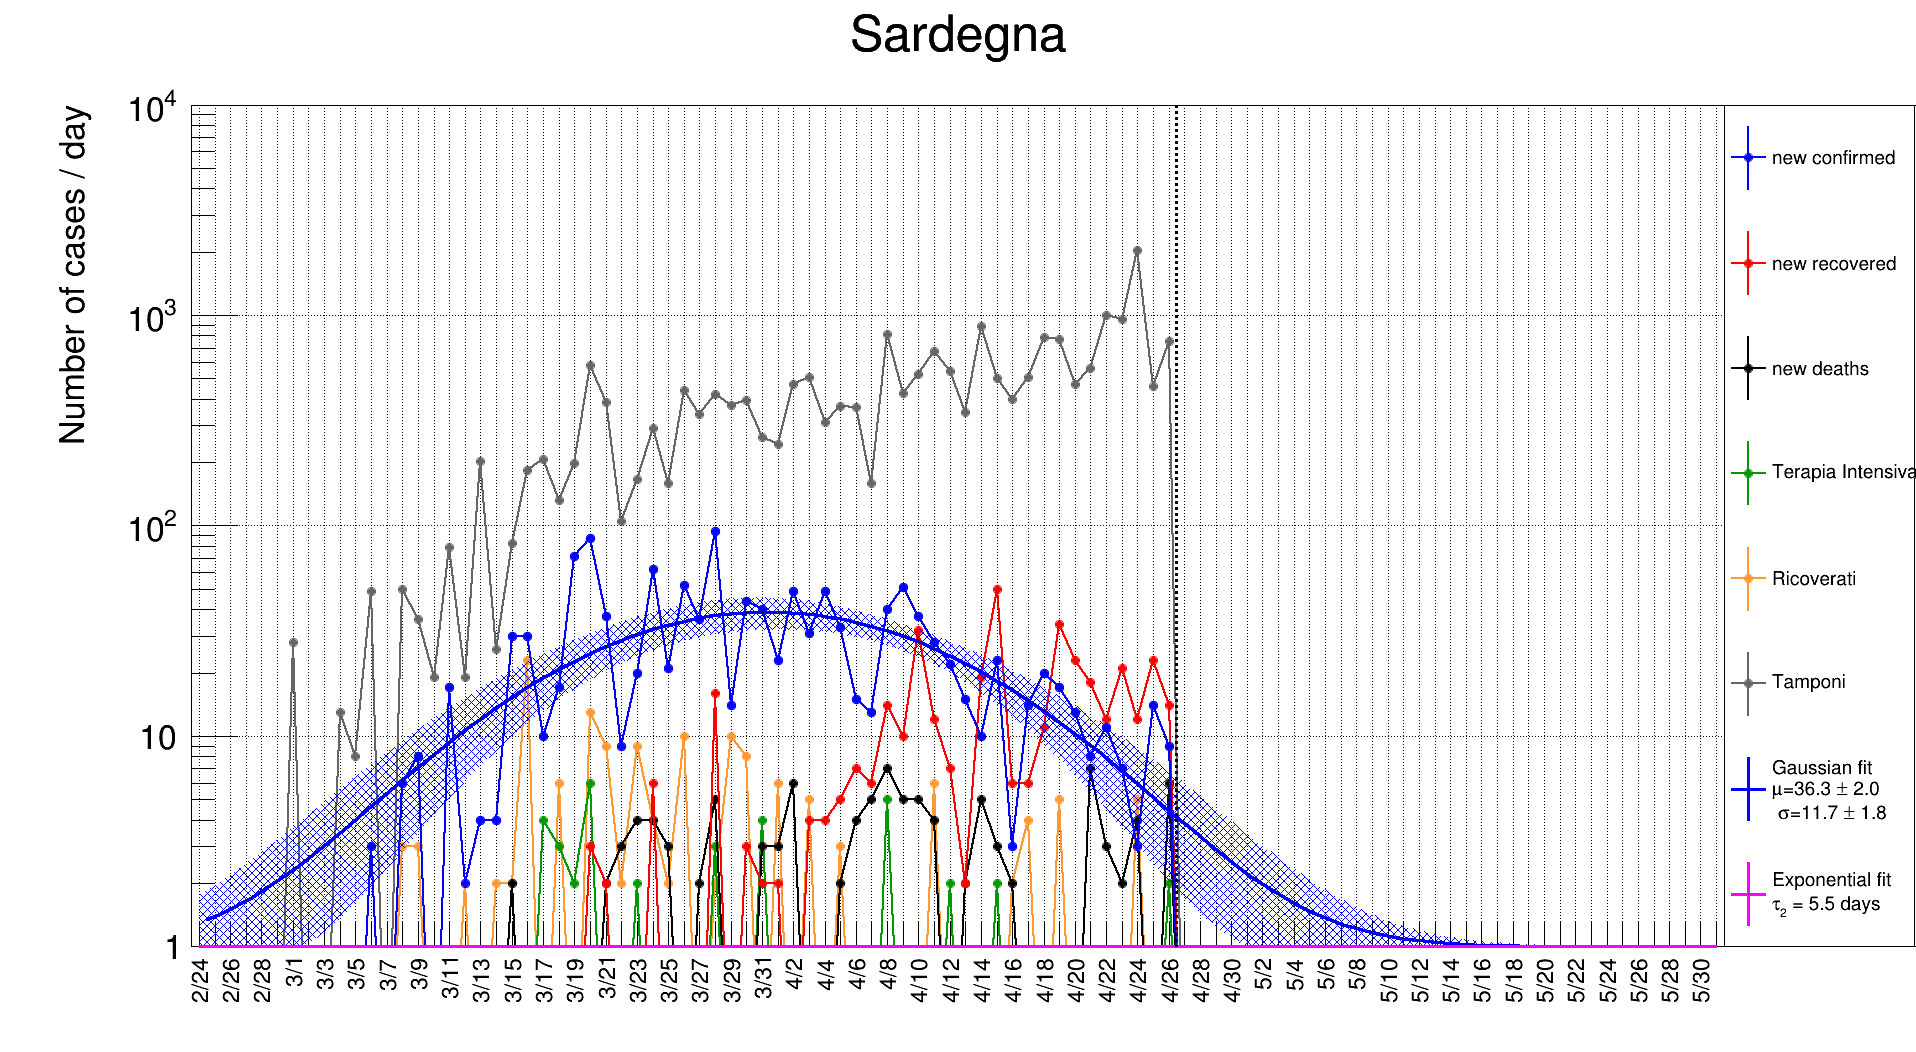 Sardegna
Number of cases / day
10⁴
10³
10²
10
1
2/24 2/26 2/28 3/1 3/3 3/5 3/7 3/9 3/11 3/13 3/15 3/17 3/19 3/21 3/23 3/25 3/27 3/29 3/31 4/2 4/4 4/6 4/8 4/10 4/12 4/14 4/16 4/18 4/20 4/22 4/24 4/26 4/28 4/30 5/2 5/4 5/6 5/8 5/10 5/12 5/14 5/16 5/18 5/20 5/22 5/24 5/26 5/28 5/30
new confirmed
new recovered
new deaths
Terapia Intensiva
Ricoverati
Tamponi
Gaussian fit
μ=36.3 ± 2.0
σ=11.7 ± 1.8
Exponential fit
τ₂ = 5.5 days